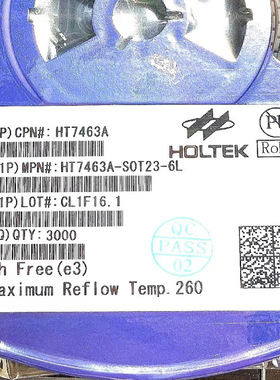 P)CPN#: HT7463A
HOLTEK
1P)MPN#:HT7463A-SOT23-6L
1P)LOT#:CL1F16.1
Q)QTY: 3000
QC
PASS
02
h Free(e3)
aximum Reflow Temp.260